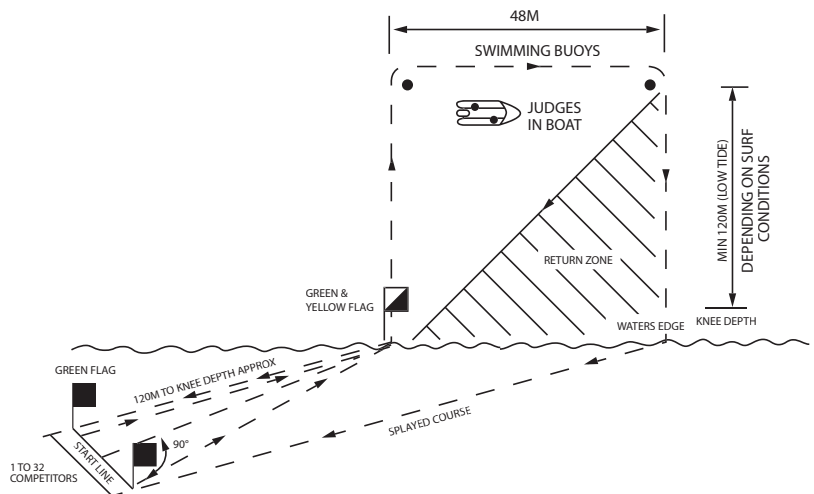 48M
SWIMMING BUOYS
JUDGES
IN BOAT
MIN 120M (LOW TIDE)
DEPENDING ON SURF
CONDITIONS
RETURN ZONE
GREEN &
YELLOW FLAG
WATERS EDGE
KNEE DEPTH
GREEN FLAG
120M TO KNEE DEPTH APPROX
SPLAYED COURSE
START LINE
90°
1 TO 32
COMPETITORS